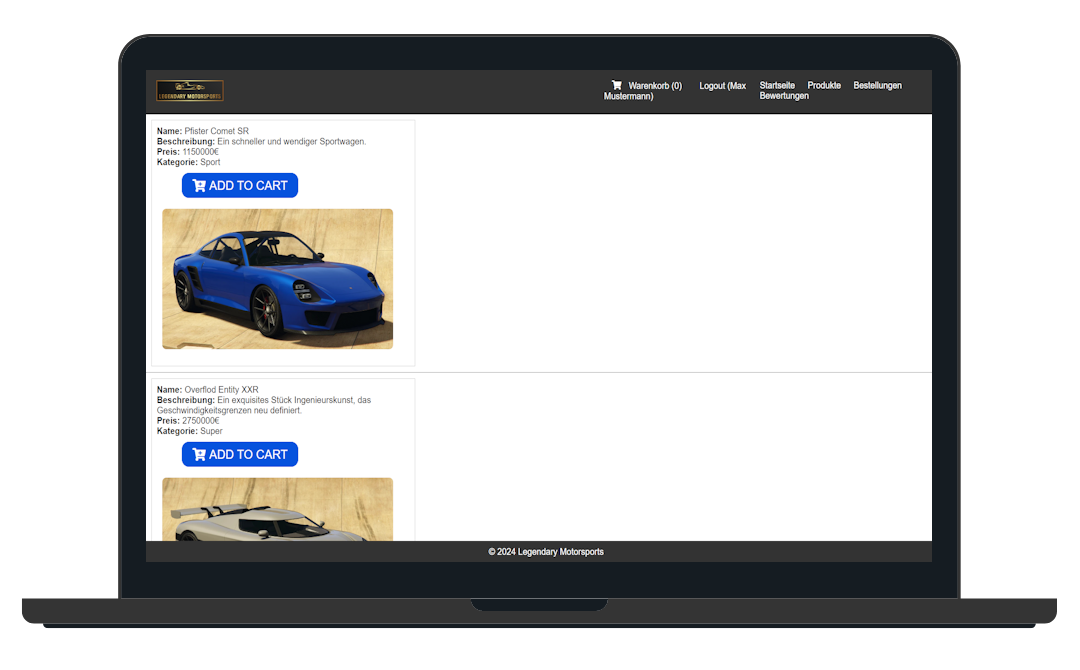 LEGENDARY MOTORSPORTS
Warenkorb (0) Logout (Max
Mustermann)
Startseite Produkte Bestellungen
Bewertungen
Name: Pfister Comet SR
Beschreibung: Ein schneller und wendiger Sportwagen.
Preis: 1150000€
Kategorie: Sport
ADD TO CART
Name: Overflod Entity XXR
Beschreibung: Ein exquisites Stück Ingenieurskunst, das
Geschwindigkeitsgrenzen neu definiert.
Preis: 2750000€
Kategorie: Super
ADD TO CART
© 2024 Legendary Motorsports